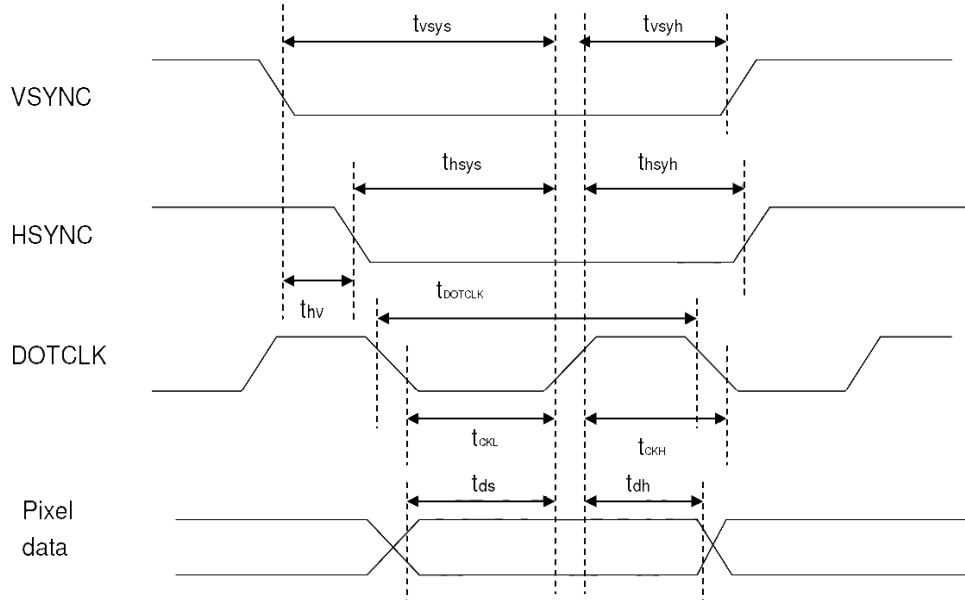 tvsys
tvsyh
VSYNC
thsys
thsyh
HSYNC
thv
tDOTCLK
DOTCLK
tCKL
tCKH
tds
tdh
Pixel
data